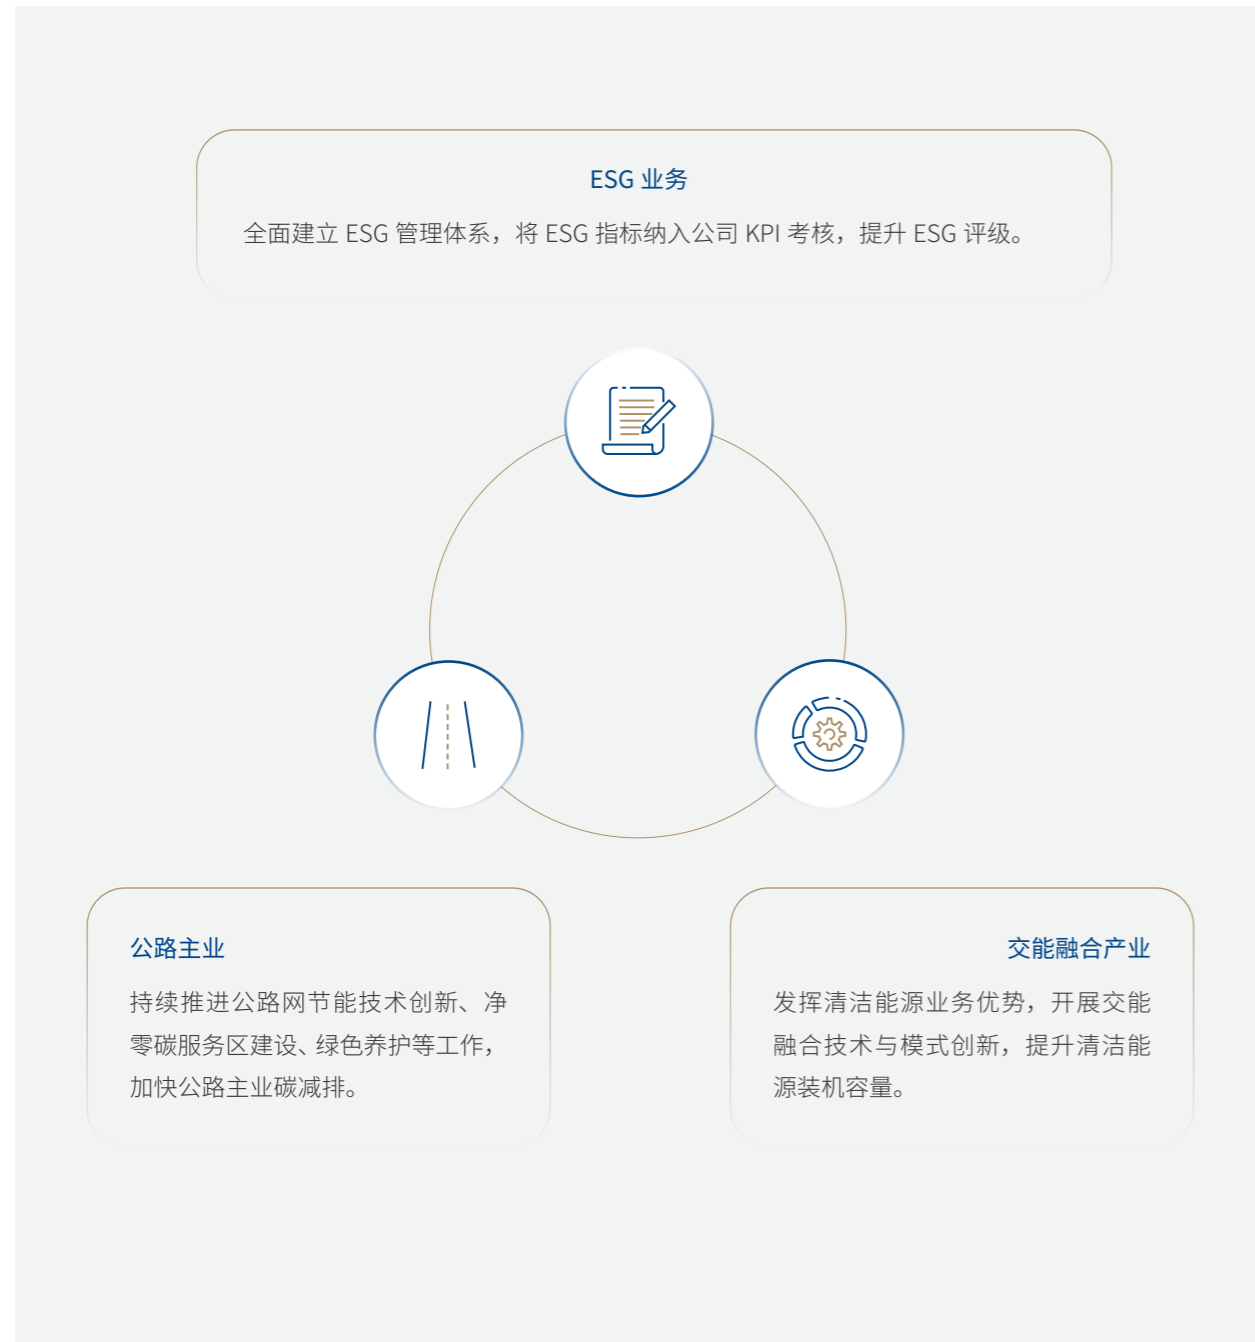 ESG 业务
全面建立 ESG 管理体系，将 ESG 指标纳入公司 KPI 考核，提升 ESG 评级。
公路主业
持续推进公路网节能技术创新、净
零碳服务区建设、绿色养护等工作，
加快公路主业碳减排。
交能融合产业
发挥清洁能源业务优势，开展交能
融合技术与模式创新，提升清洁能
源装机容量。